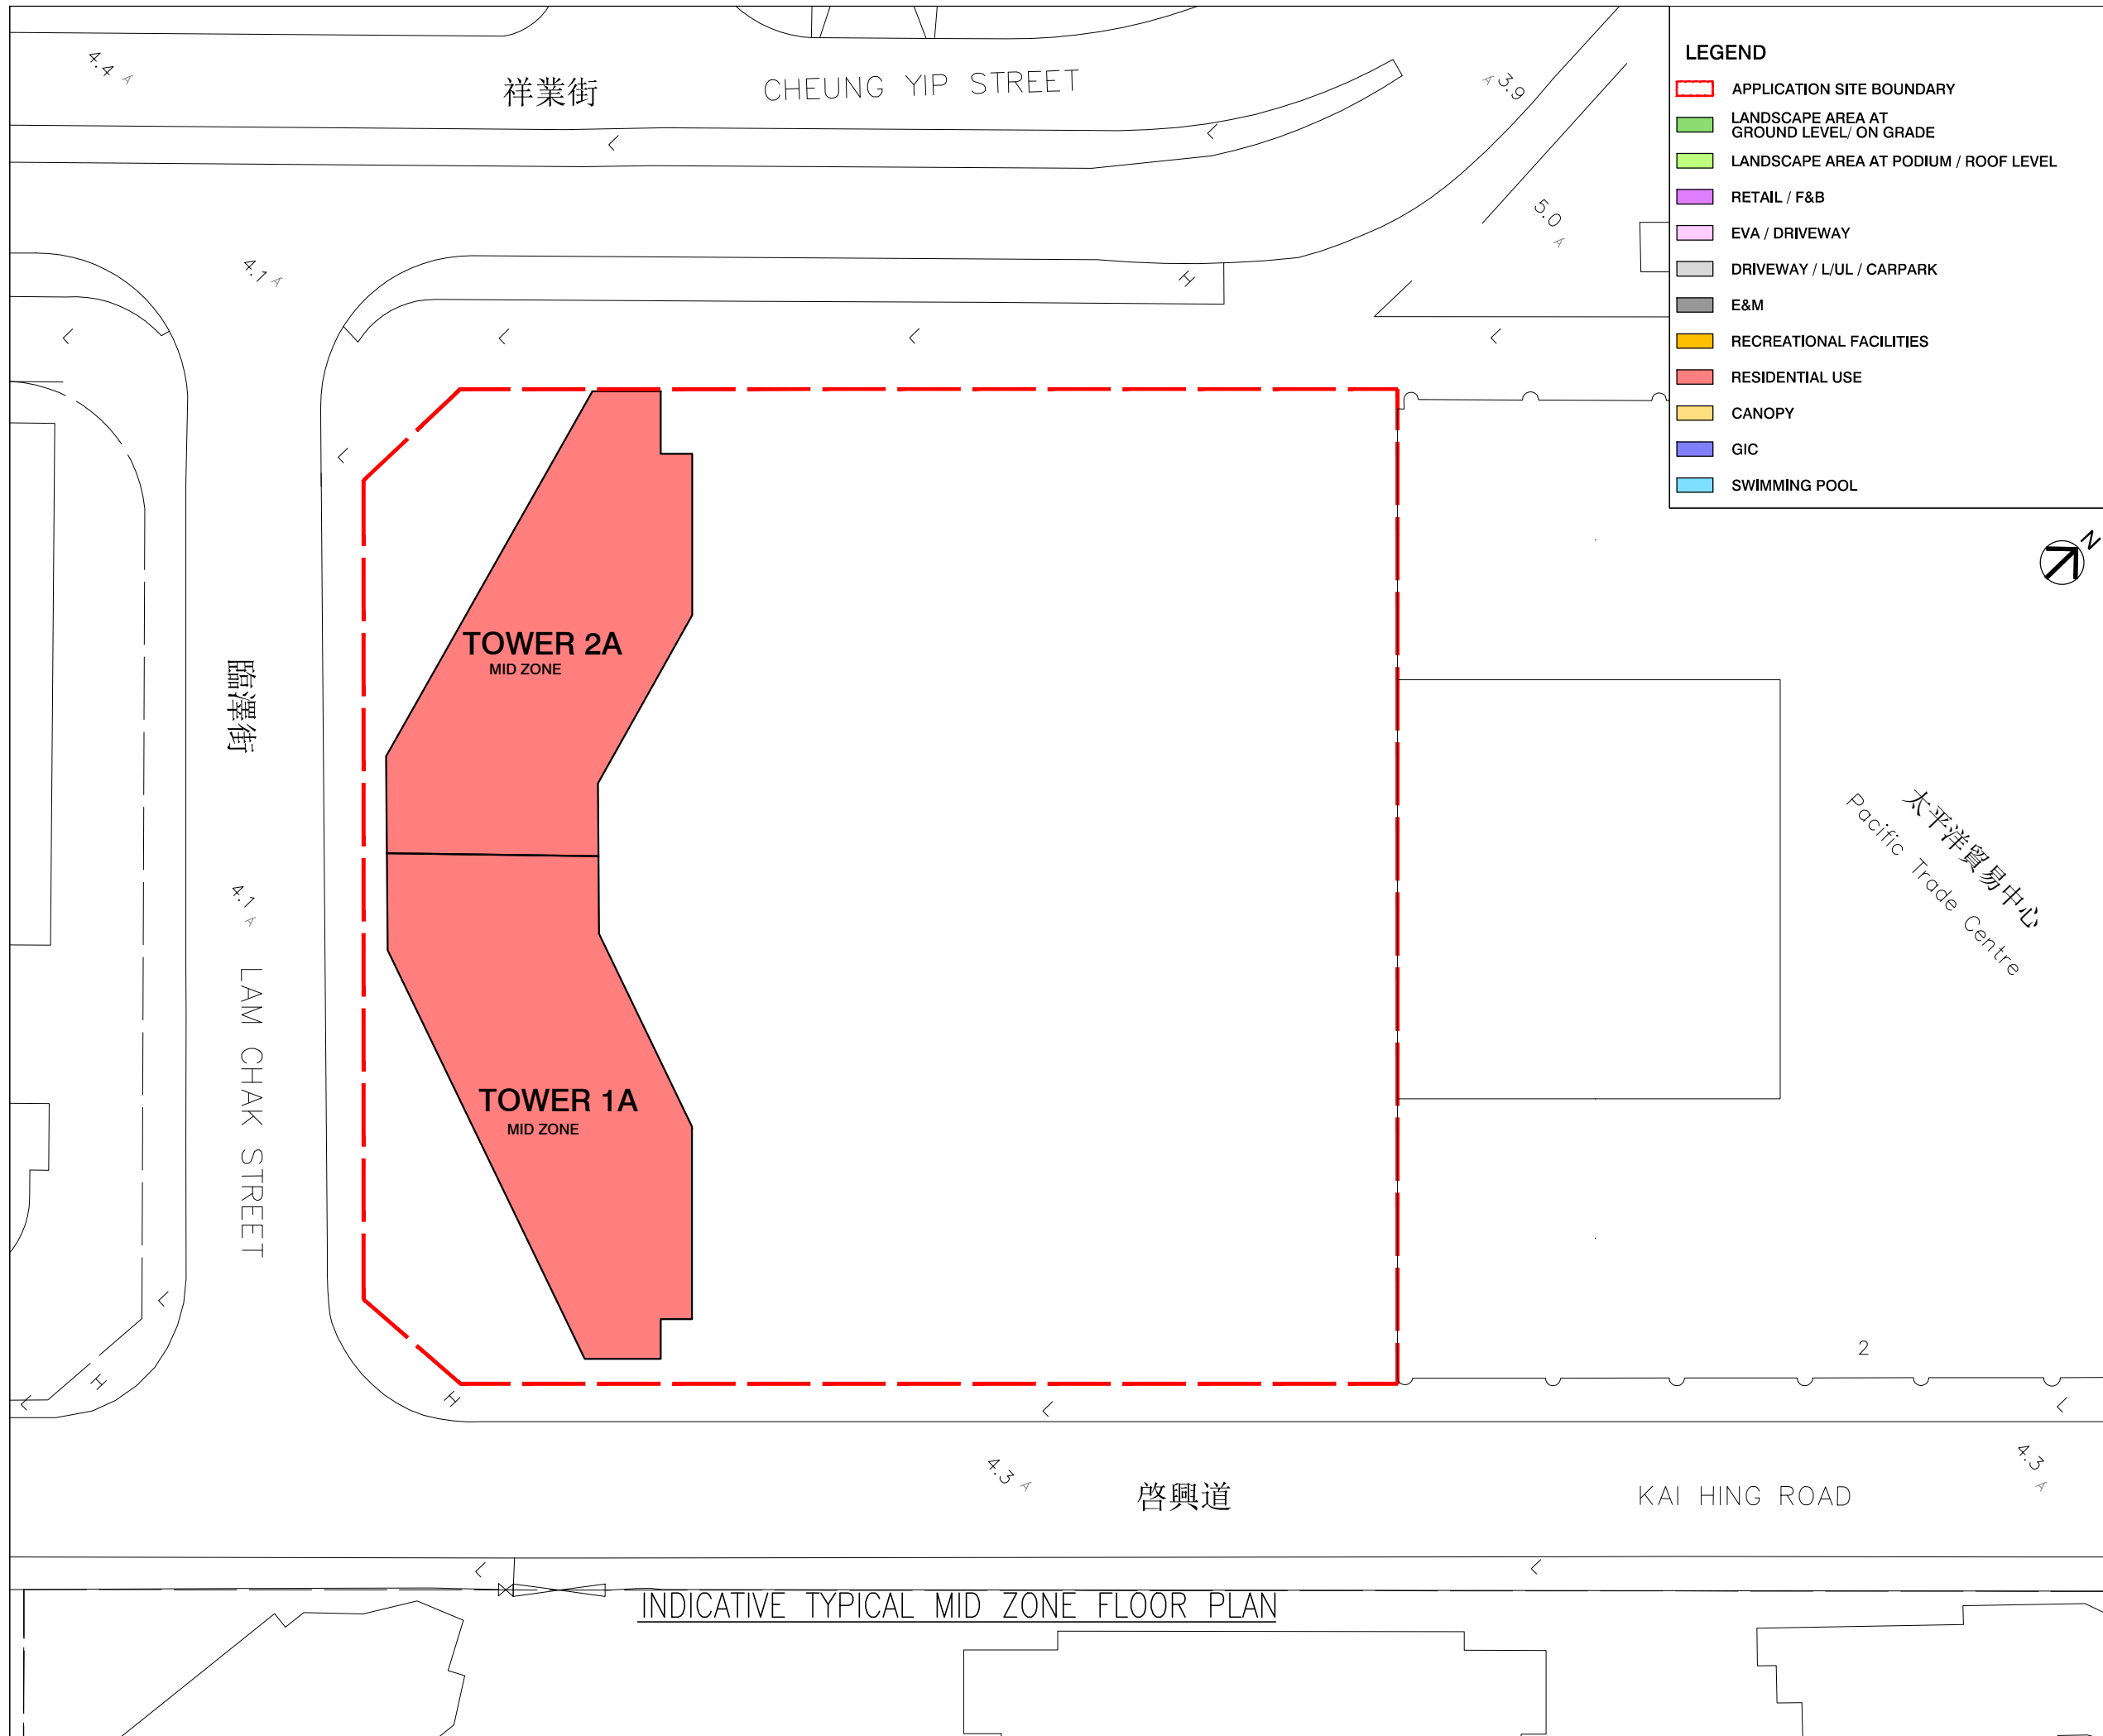 LEGEND
APPLICATION SITE BOUNDARY
LANDSCAPE AREA AT
GROUND LEVEL/ ON GRADE
LANDSCAPE AREA AT PODIUM / ROOF LEVEL
RETAIL / F&B
EVA / DRIVEWAY
DRIVEWAY / L/UL / CARPARK
E&M
RECREATIONAL FACILITIES
RESIDENTIAL USE
CANOPY
GIC
SWIMMING POOL
N
4.4
祥業街 CHEUNG YIP STREET
3.9
5.0
4.1
H
TOWER 2A
MID ZONE
臨澤街
4.1
LAM CHAK STREET
太平洋貿易中心
Pacific Trade Centre
TOWER 1A
MID ZONE
2
H
H
4.3
啓興道
KAI HING ROAD
4.3
INDICATIVE TYPICAL MID ZONE FLOOR PLAN